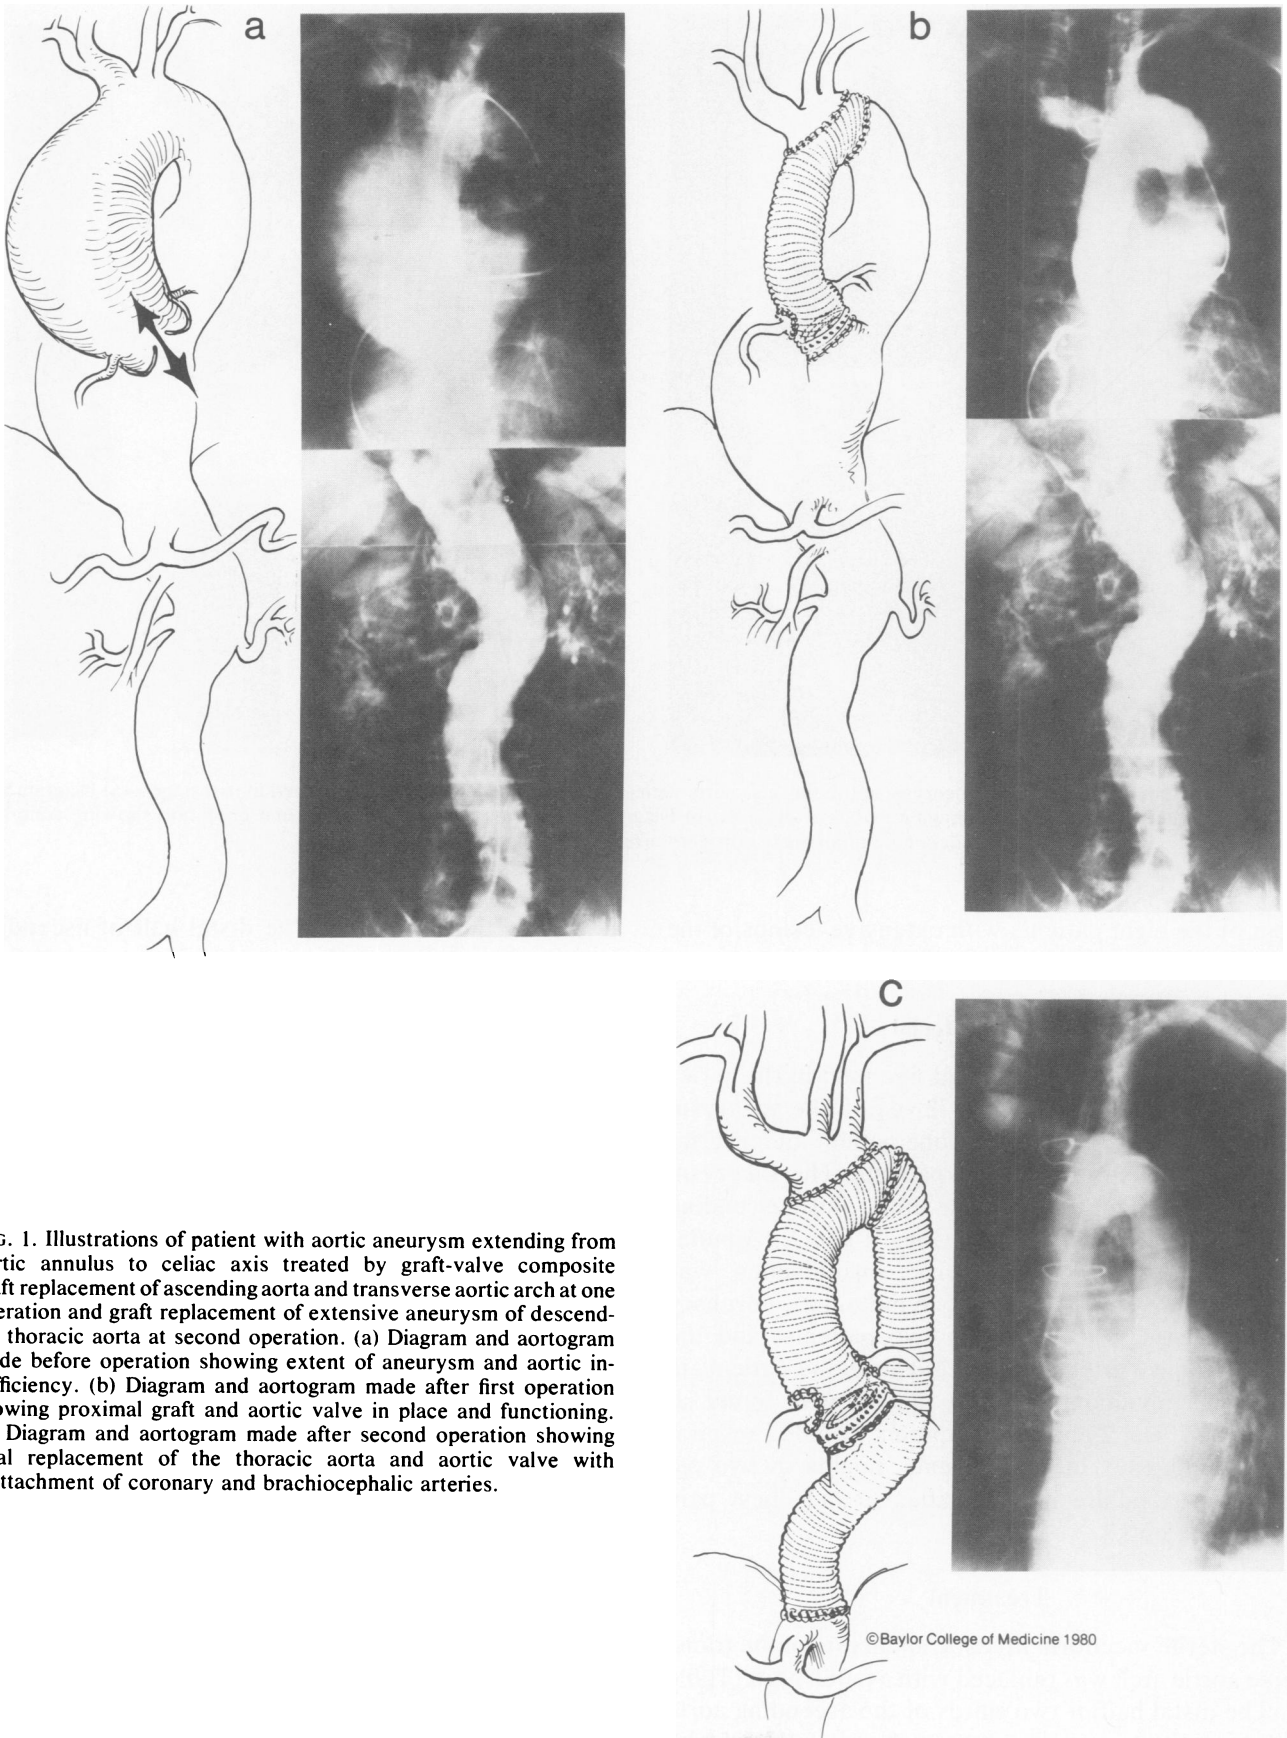 a
b
c
G. 1. Illustrations of patient with aortic aneurysm extending from
rtic annulus to celiac axis treated by graft-valve composite
ft replacement of ascending aorta and transverse aortic arch at one
eration and graft replacement of extensive aneurysm of descend-
thoracic aorta at second operation. (a) Diagram and aortogram
de before operation showing extent of aneurysm and aortic in-
fficiency. (b) Diagram and aortogram made after first operation
owing proximal graft and aortic valve in place and functioning.
Diagram and aortogram made after second operation showing
al replacement of the thoracic aorta and aortic valve with
ttachment of coronary and brachiocephalic arteries.
©Baylor College of Medicine 1980